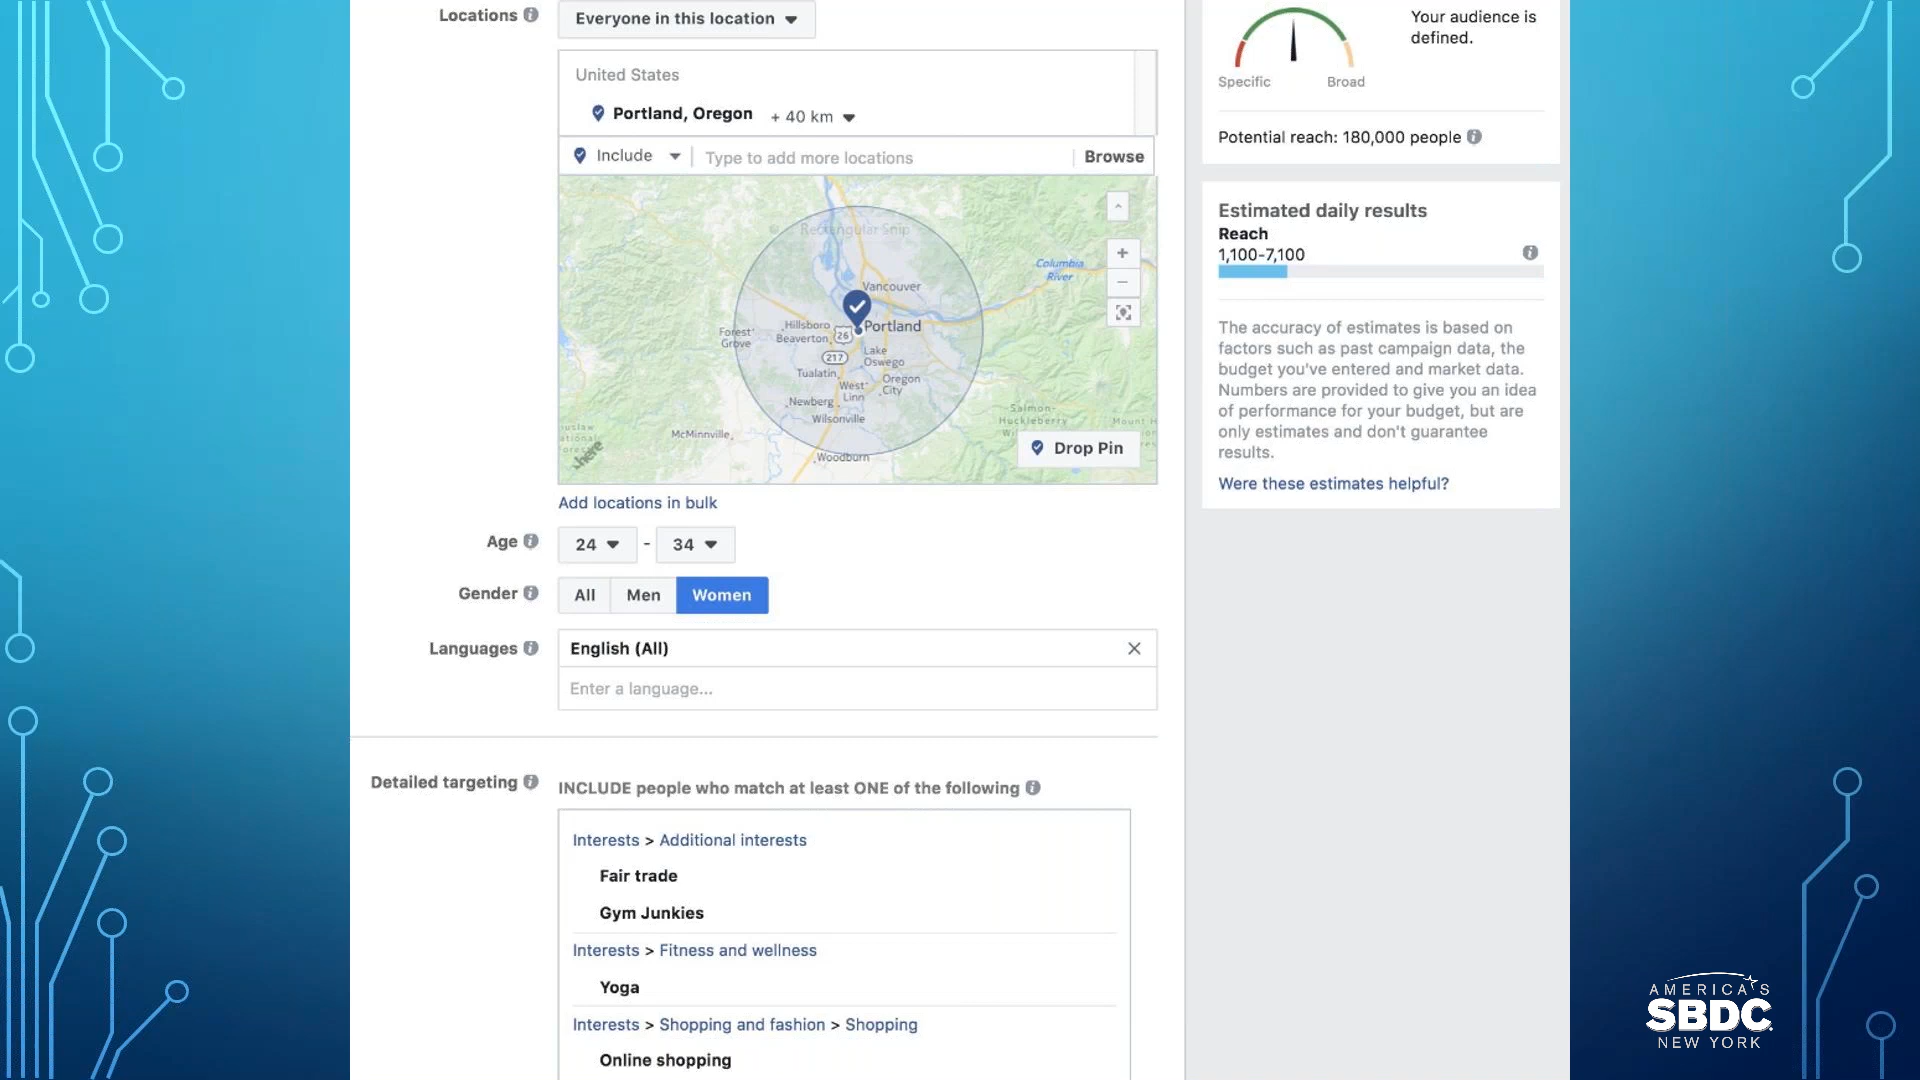 Locations
Everyone in this location
United States
Portland, Oregon + 40 km
Include Type to add more locations Browse
Rectangular Snip
Columbia
River
Vancouver
Portland
Hillsboro
Forest
Grove
Beaverton
26
217
Lake
Oswego
Tualatin
West
Linn
Oregon
City
Newberg
Wilsonville
McMinnville
Woodburn
Salmon-
Huckleberry
Mount H
here
Drop Pin
Add locations in bulk
Age 24 - 34
Gender All Men Women
Languages English (All)
Enter a language...
Detailed targeting INCLUDE people who match at least ONE of the following
Interests > Additional interests
Fair trade
Gym Junkies
Interests > Fitness and wellness
Yoga
Interests > Shopping and fashion > Shopping
Online shopping
Your audience is
defined.
Specific Broad
Potential reach: 180,000 people
Estimated daily results
Reach
1,100-7,100
The accuracy of estimates is based on
factors such as past campaign data, the
budget you've entered and market data.
Numbers are provided to give you an idea
of performance for your budget, but are
only estimates and don't guarantee
results.
Were these estimates helpful?
AMERICA'S
SBDC
NEW YORK